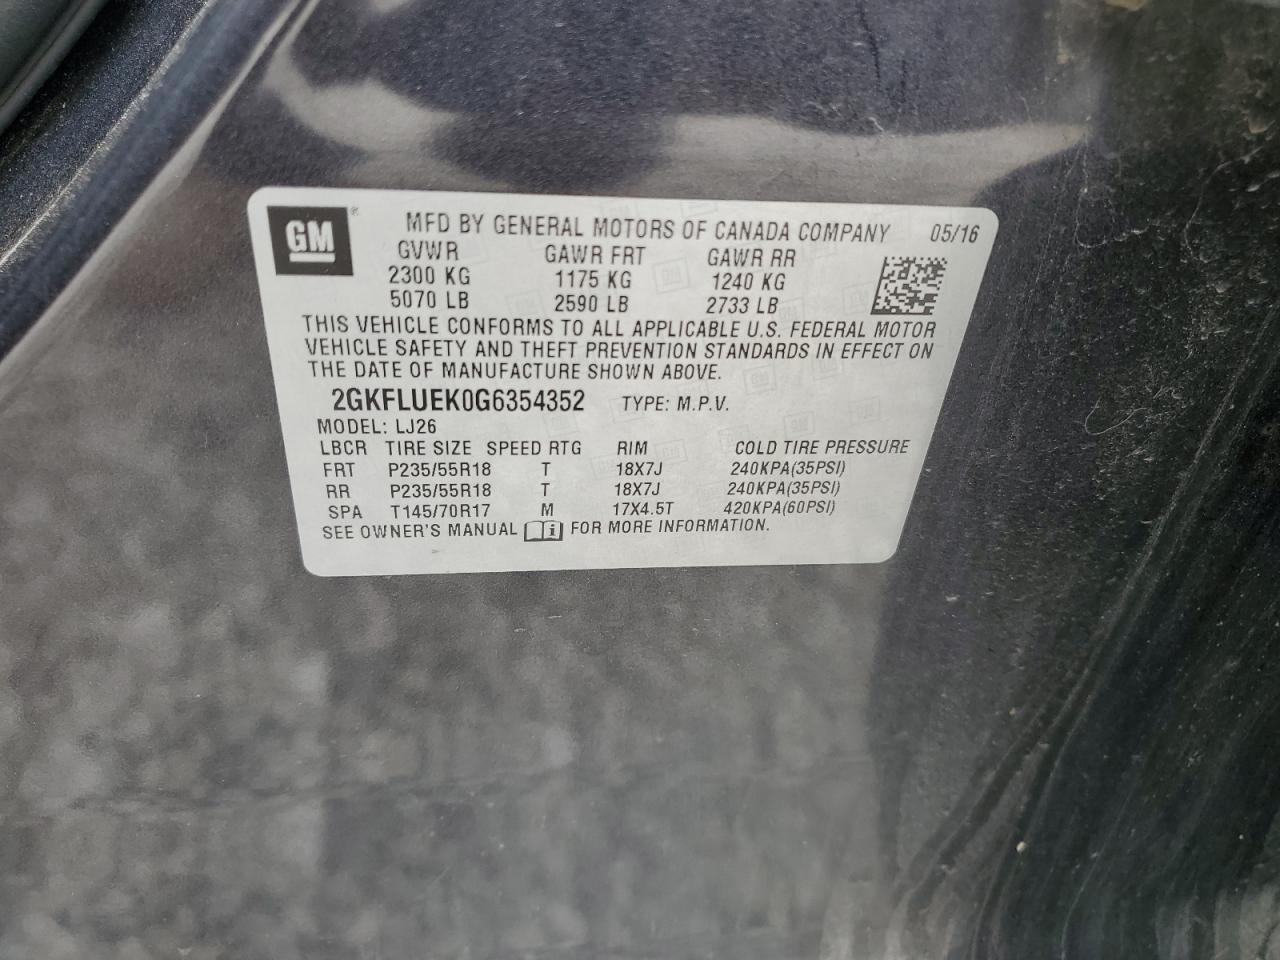 GM ® MFD BY GENERAL MOTORS OF CANADA COMPANY 05/16
GVWR GAWR FRT GAWR RR
2300 KG 1175 KG 1240 KG
5070 LB 2590 LB 2733 LB
THIS VEHICLE CONFORMS TO ALL APPLICABLE U.S. FEDERAL MOTOR
VEHICLE SAFETY AND THEFT PREVENTION STANDARDS IN EFFECT ON
THE DATE OF MANUFACTURE SHOWN ABOVE.
2GKFLUEK0G6354352 TYPE: M.P.V.
MODEL: LJ26
LBCR TIRE SIZE SPEED RTG RIM COLD TIRE PRESSURE
FRT P235/55R18 T 18X7J 240KPA(35PSI)
RR P235/55R18 T 18X7J 240KPA(35PSI)
SPA T145/70R17 M 17X4.5T 420KPA(60PSI)
SEE OWNER'S MANUAL i FOR MORE INFORMATION.